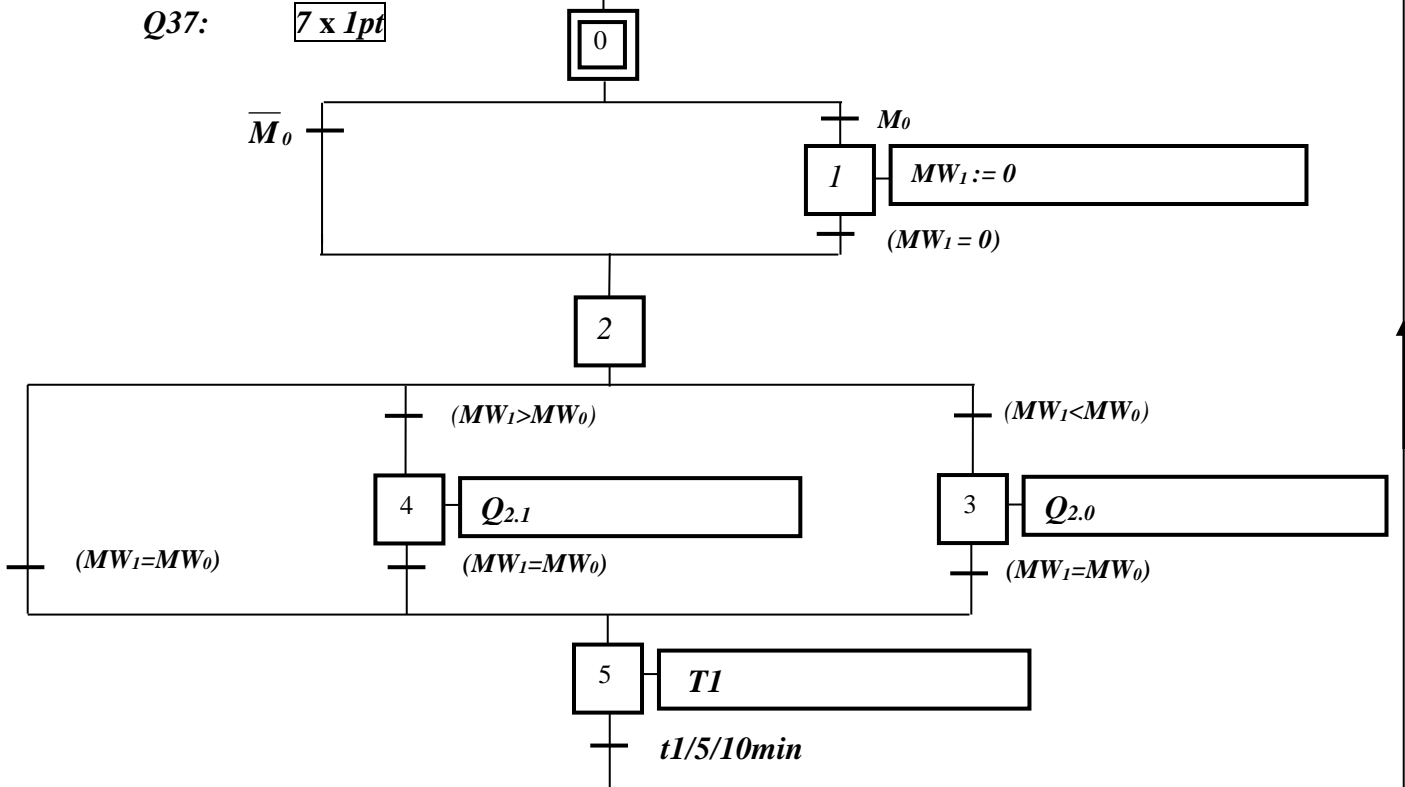 Q37: 7 x 1pt
0
M̅₀
M₀
1 MW₁ := 0
(MW₁ = 0)
2
(MW₁>MW₀)
(MW₁<MW₀)
4 Q₂.₁
3 Q₂.₀
(MW₁=MW₀)
(MW₁=MW₀)
(MW₁=MW₀)
5 T1
t1/5/10min